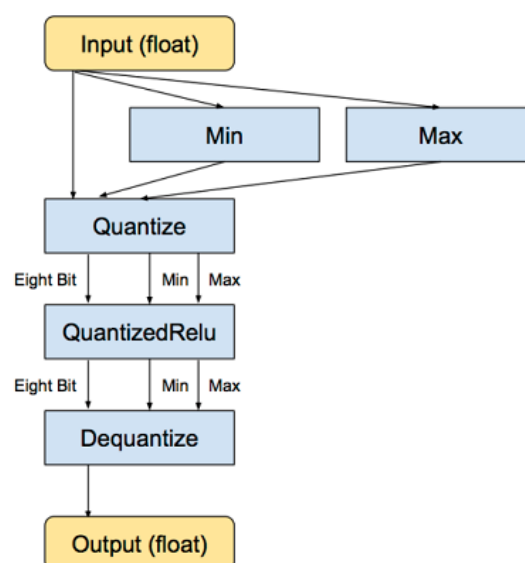 Input (float)
Min
Max
Quantize
Eight Bit
Min
Max
QuantizedRelu
Eight Bit
Min
Max
Dequantize
Output (float)